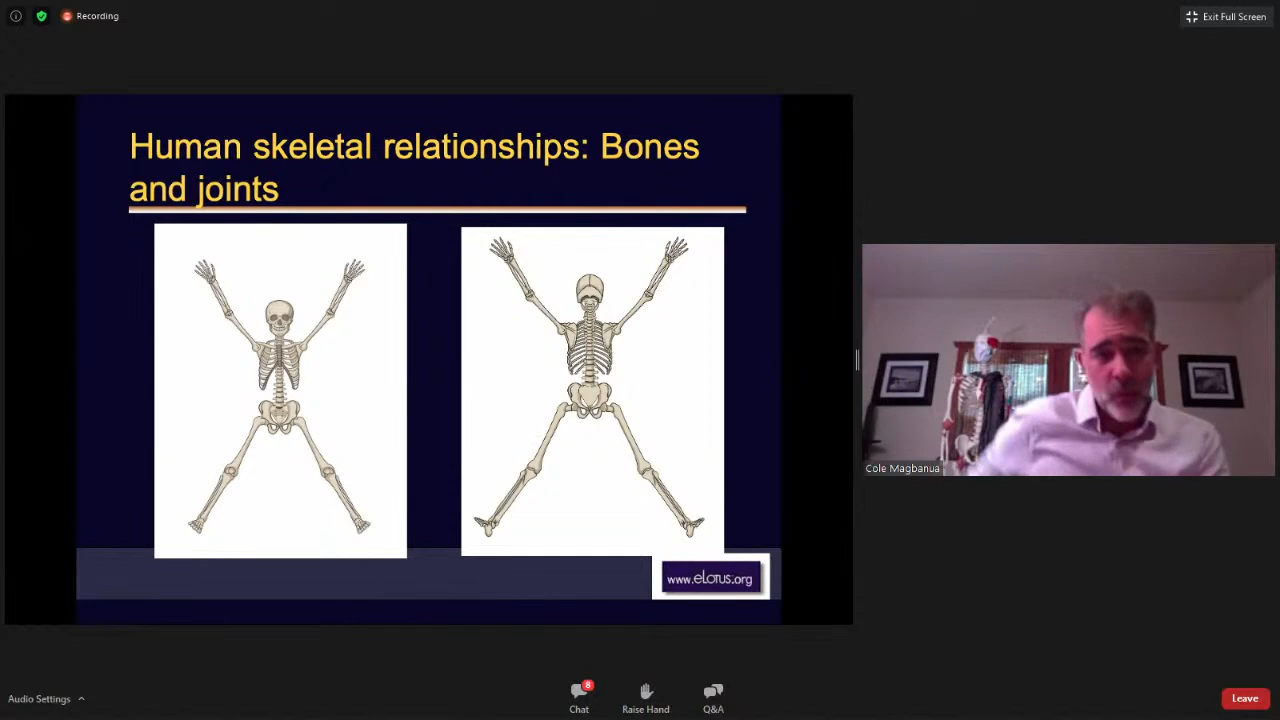 Recording
Exit Full Screen
Human skeletal relationships: Bones
and joints
www.eLotus.org
Cole Magbanua
Audio Settings
8
Chat
Raise Hand
Q&A
Leave